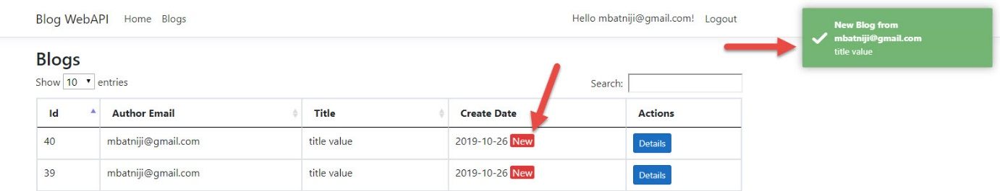 Blog WebAPI Home Blogs Hello mbatniji@gmail.com! Logout
New Blog from
mbatniji@gmail.com
title value
Blogs
Show 10 entries Search:
Id Author Email Title Create Date Actions
40 mbatniji@gmail.com title value 2019-10-26 New Details
39 mbatniji@gmail.com title value 2019-10-26 New Details